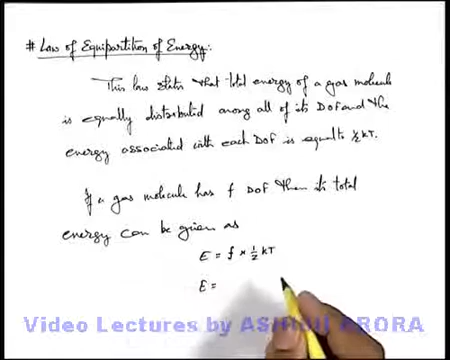 # Law of Equipartition of Energy:-
This law states that total energy of a gas molecule
is equally distributed among all of its DOF and the
energy associated with each DOF is equal to ½ KT.
If a gas molecule has f DOF then its total
energy can be given as
E = f × ½ KT
E =
Video Lectures by ASHISH ARORA